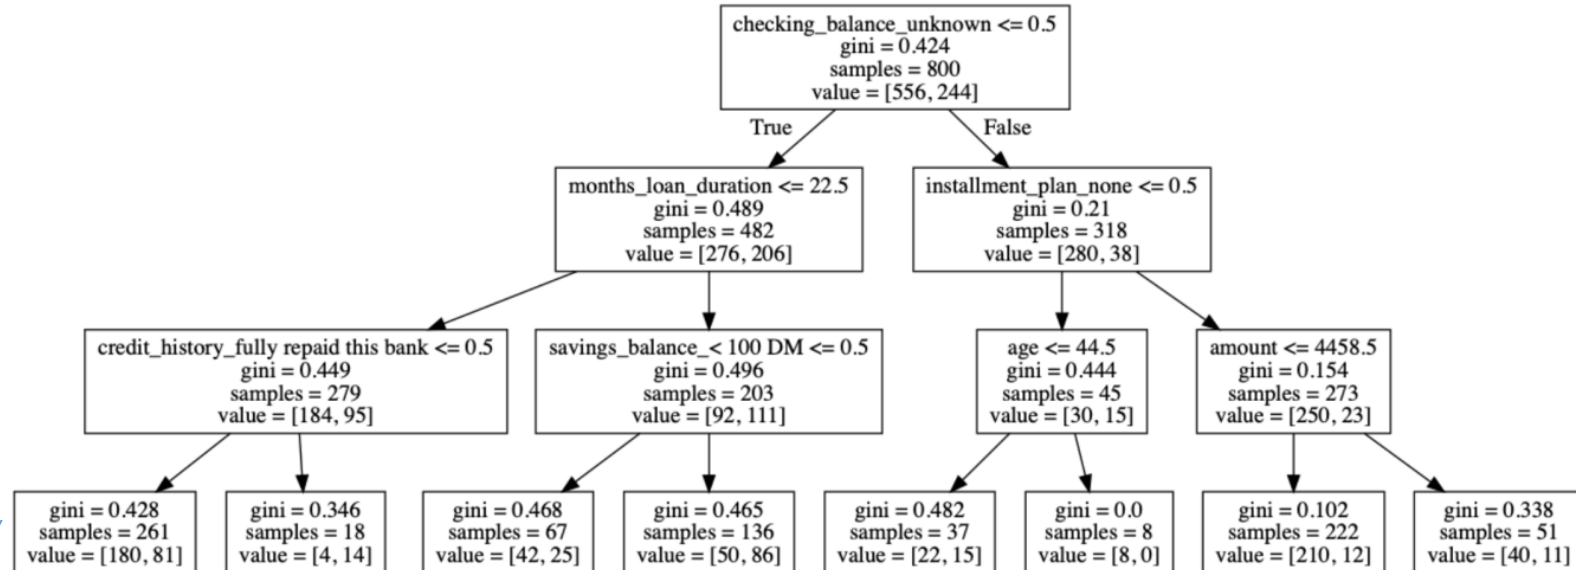 checking_balance_unknown <= 0.5
gini = 0.424
samples = 800
value = [556, 244]
True
False
months_loan_duration <= 22.5
gini = 0.489
samples = 482
value = [276, 206]
installment_plan_none <= 0.5
gini = 0.21
samples = 318
value = [280, 38]
credit_history_fully repaid this bank <= 0.5
gini = 0.449
samples = 279
value = [184, 95]
savings_balance_< 100 DM <= 0.5
gini = 0.496
samples = 203
value = [92, 111]
age <= 44.5
gini = 0.444
samples = 45
value = [30, 15]
amount <= 4458.5
gini = 0.154
samples = 273
value = [250, 23]
gini = 0.428
samples = 261
value = [180, 81]
gini = 0.346
samples = 18
value = [4, 14]
gini = 0.468
samples = 67
value = [42, 25]
gini = 0.465
samples = 136
value = [50, 86]
gini = 0.482
samples = 37
value = [22, 15]
gini = 0.0
samples = 8
value = [8, 0]
gini = 0.102
samples = 222
value = [210, 12]
gini = 0.338
samples = 51
value = [40, 11]